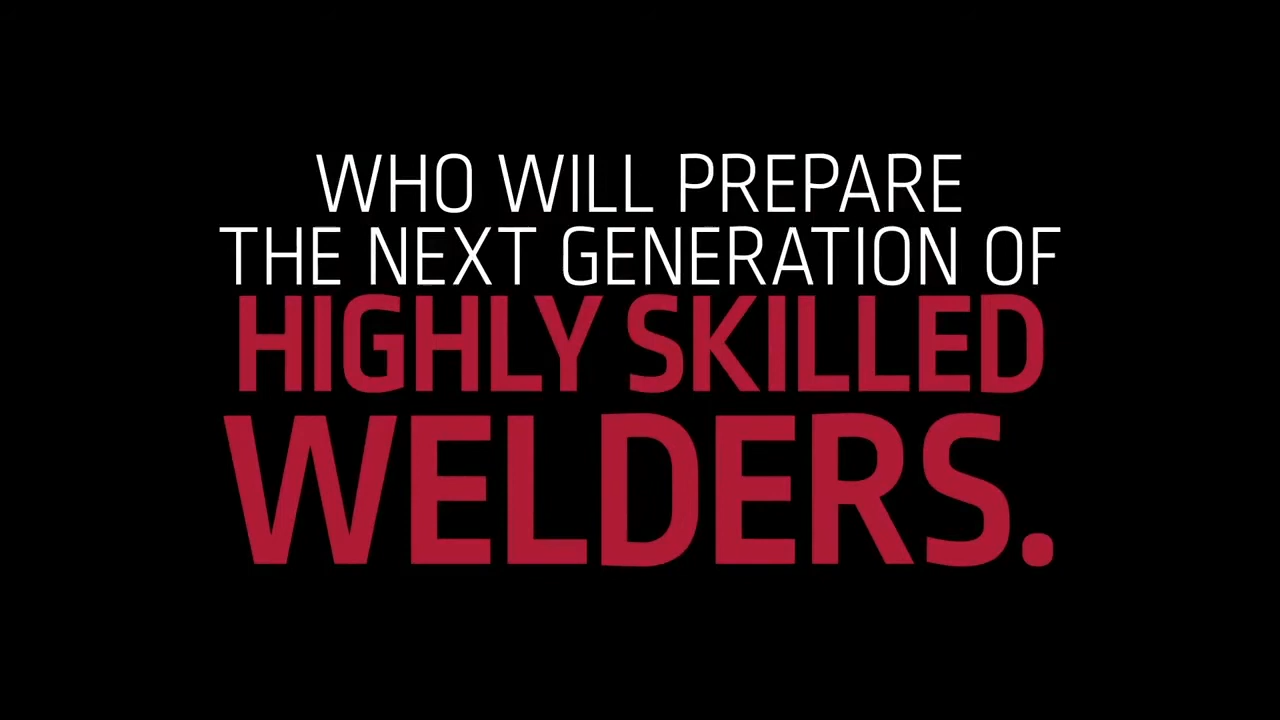 WHO WILL PREPARE
THE NEXT GENERATION OF
HIGHLY SKILLED
WELDERS.